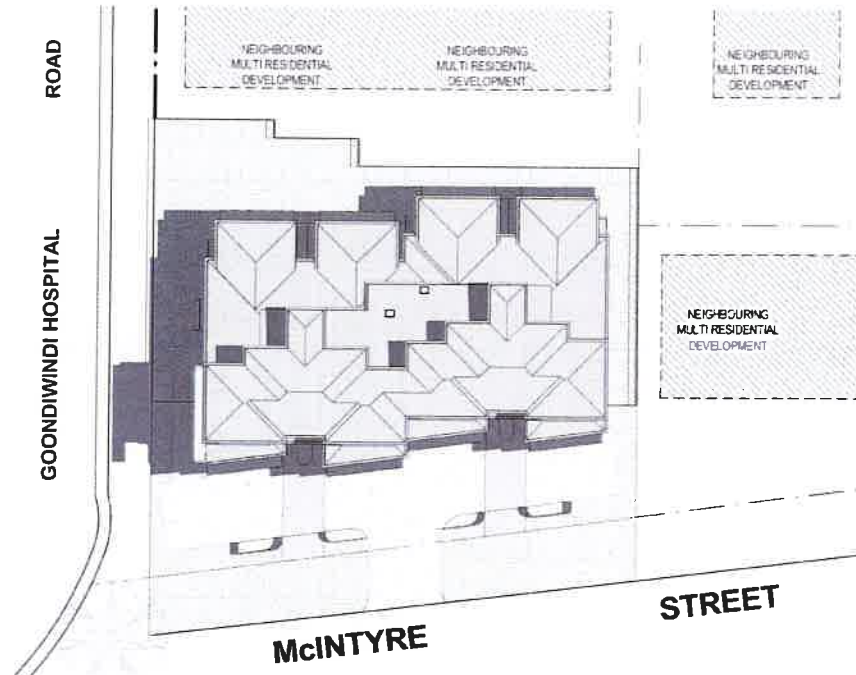 ROAD
GOONDIWINDI HOSPITAL
NEIGHBOURING
MULTI RESIDENTIAL
DEVELOPMENT
NEIGHBOURING
MULTI RESIDENTIAL
DEVELOPMENT
NEIGHBOURING
MULTI RESIDENTIAL
DEVELOPMENT
NEIGHBOURING
MULTI RESIDENTIAL
DEVELOPMENT
McINTYRE
STREET